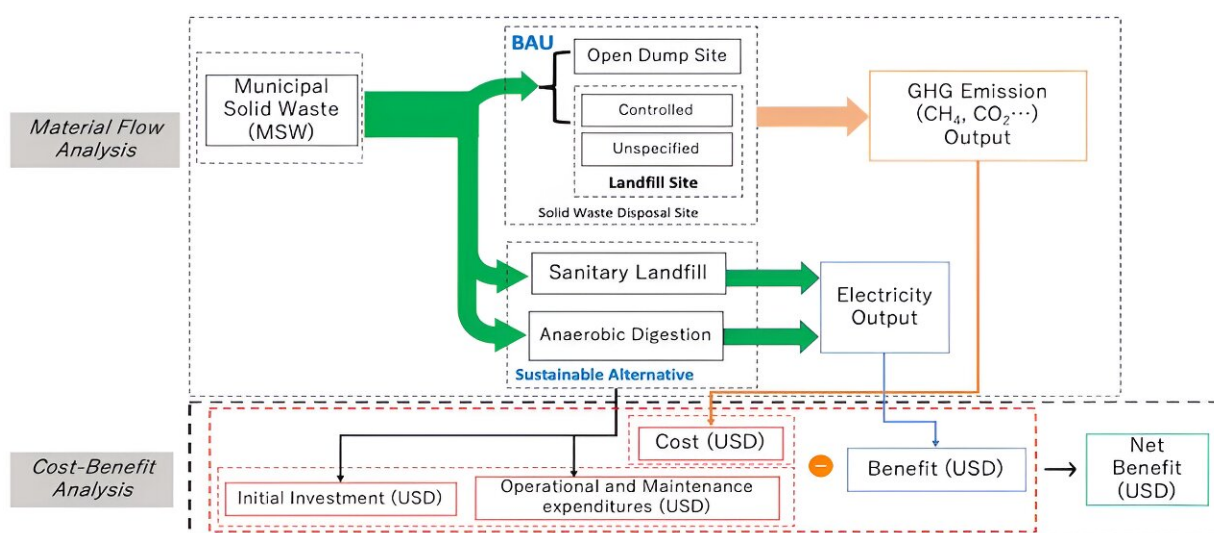 Material Flow
Analysis
Municipal
Solid Waste
(MSW)
BAU
Open Dump Site
Controlled
Unspecified
Landfill Site
Solid Waste Disposal Site
GHG Emission
(CH₄, CO₂⋯)
Output
Sanitary Landfill
Anaerobic Digestion
Sustainable Alternative
Electricity
Output
Cost-Benefit
Analysis
Cost (USD)
Initial Investment (USD)
Operational and Maintenance
expenditures (USD)
Benefit (USD)
Net
Benefit
(USD)